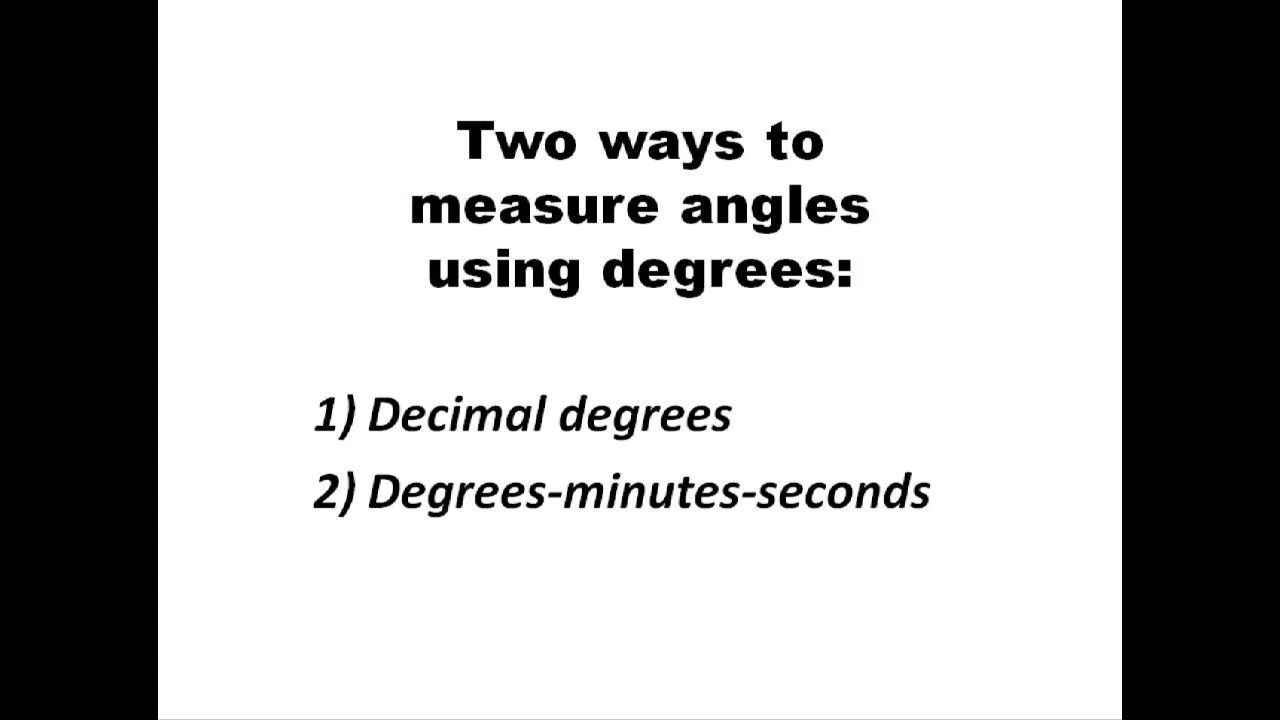 Two ways to
measure angles
using degrees:
1) Decimal degrees
2) Degrees-minutes-seconds